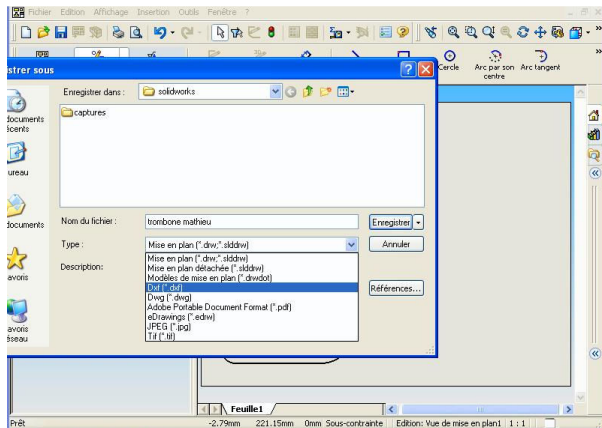 Fichier Edition Affichage Insertion Outils Fenêtre ?
Cercle Arc par son centre Arc tangent
istrer sous
Enregistrer dans : solidworks
captures
documents
écents
ureau
documents
avoris
avoris
éseau
Nom du fichier : trombone mathieu Enregistrer
Type : Mise en plan (*.drw;*.slddrw) Annuler
Description:
Mise en plan (*.drw;*.slddrw)
Mise en plan détachée (*.slddrw)
Modèles de mise en plan (*.drwdot)
Dxf (*.dxf)
Dwg (*.dwg)
Adobe Portable Document Format (*.pdf)
eDrawings (*.edrw)
JPEG (*.jpg)
Tif (*.tif)
Références...
Feuille1
Prêt -2.79mm 221.15mm 0mm Sous-contrainte Edition: Vue de mise en plan1 1 : 1